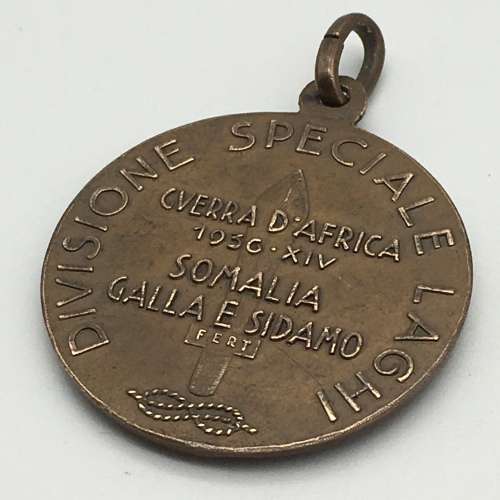 DIVISIONE SPECIALE LAGHI
CVERRA D'AFRICA
1936·XIV
SOMALIA
GALLA E SIDAMO
FERT